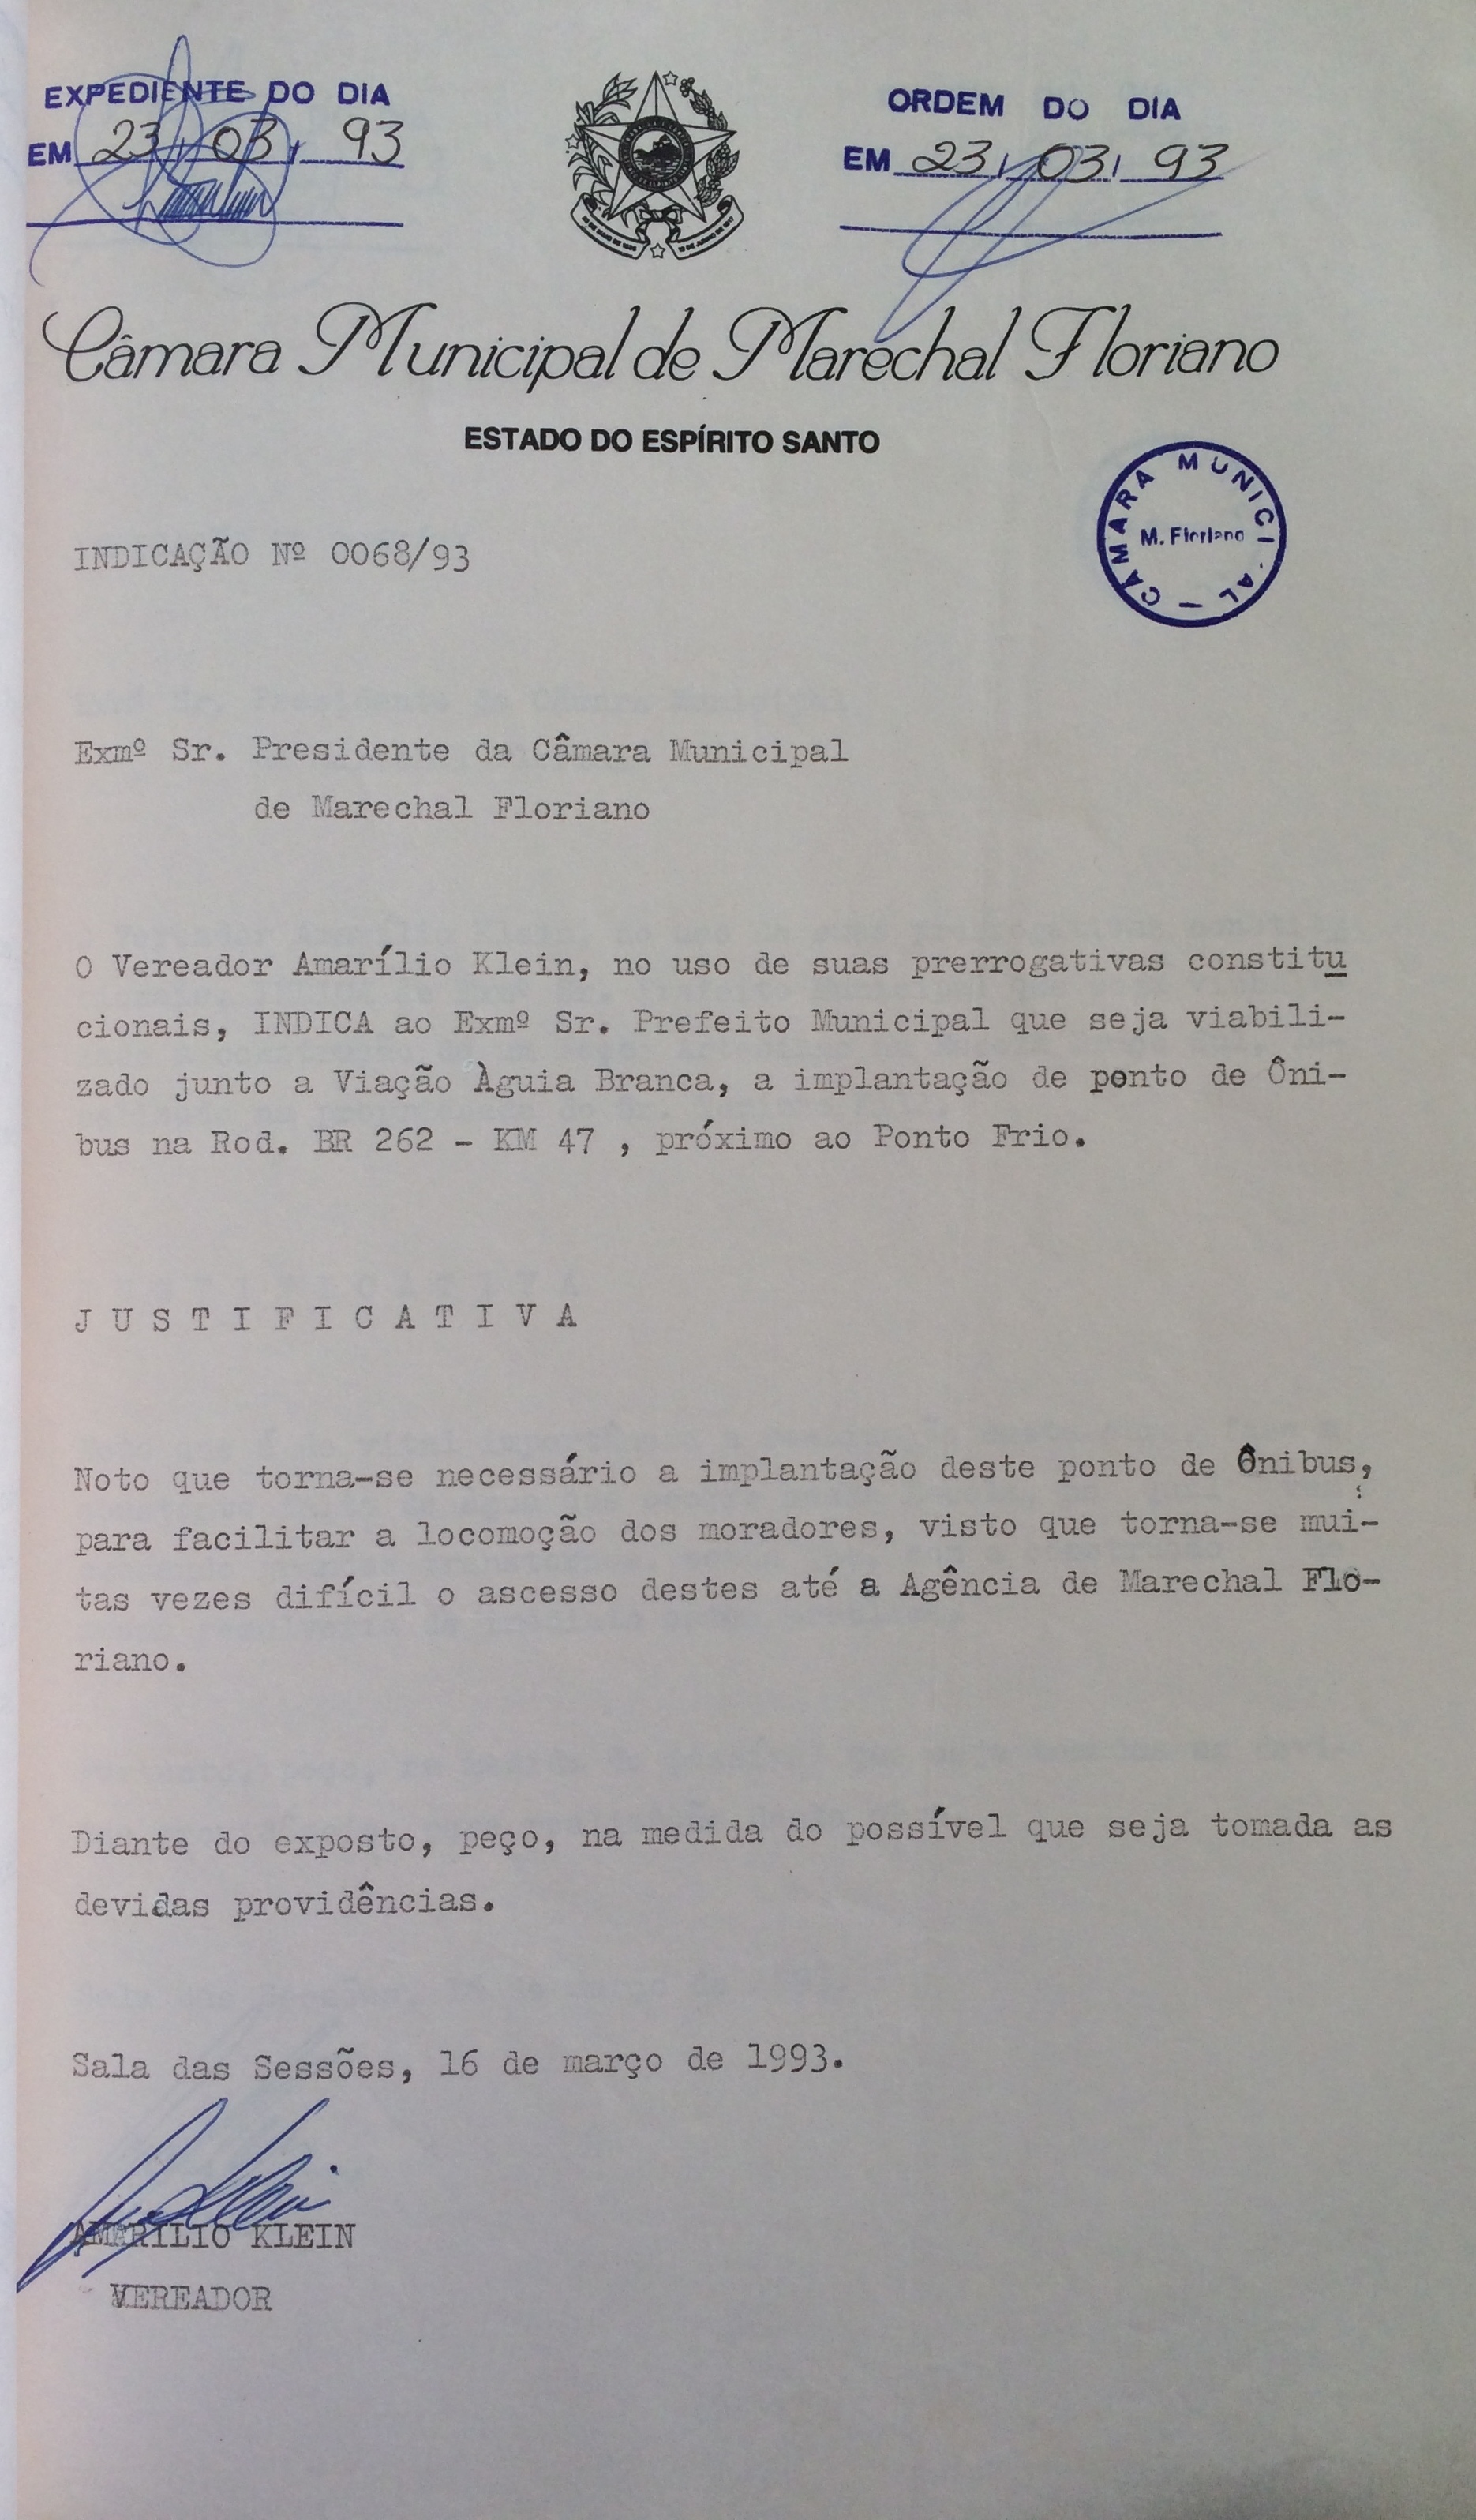 EXPEDIENTE DO DIA
EM 23, 03, 93
ORDEM DO DIA
EM 23, 03, 93
Câmara Municipal de Marechal Floriano
ESTADO DO ESPÍRITO SANTO
CÂMARA MUNICI AL —
M. Floriano
INDICAÇÃO Nº 0068/93
Exmº Sr. Presidente da Câmara Municipal
de Marechal Floriano
O Vereador Amarílio Klein, no uso de suas prerrogativas constitu
cionais, INDICA ao Exmº Sr. Prefeito Municipal que seja viabili-
zado junto a Viação Àguia Branca, a implantação de ponto de Ôni-
bus na Rod. BR 262 - KM 47 , próximo ao Ponto Frio.
J U S T I F I C A T I V A
Noto que torna-se necessário a implantação deste ponto de Ônibus,
para facilitar a locomoção dos moradores, visto que torna-se mui-
tas vezes difícil o ascesso destes até a Agência de Marechal Flo-
riano.
Diante do exposto, peço, na medida do possível que seja tomada as
devidas providências.
Sala das Sessões, 16 de março de 1993.
AMARILIO KLEIN
VEREADOR